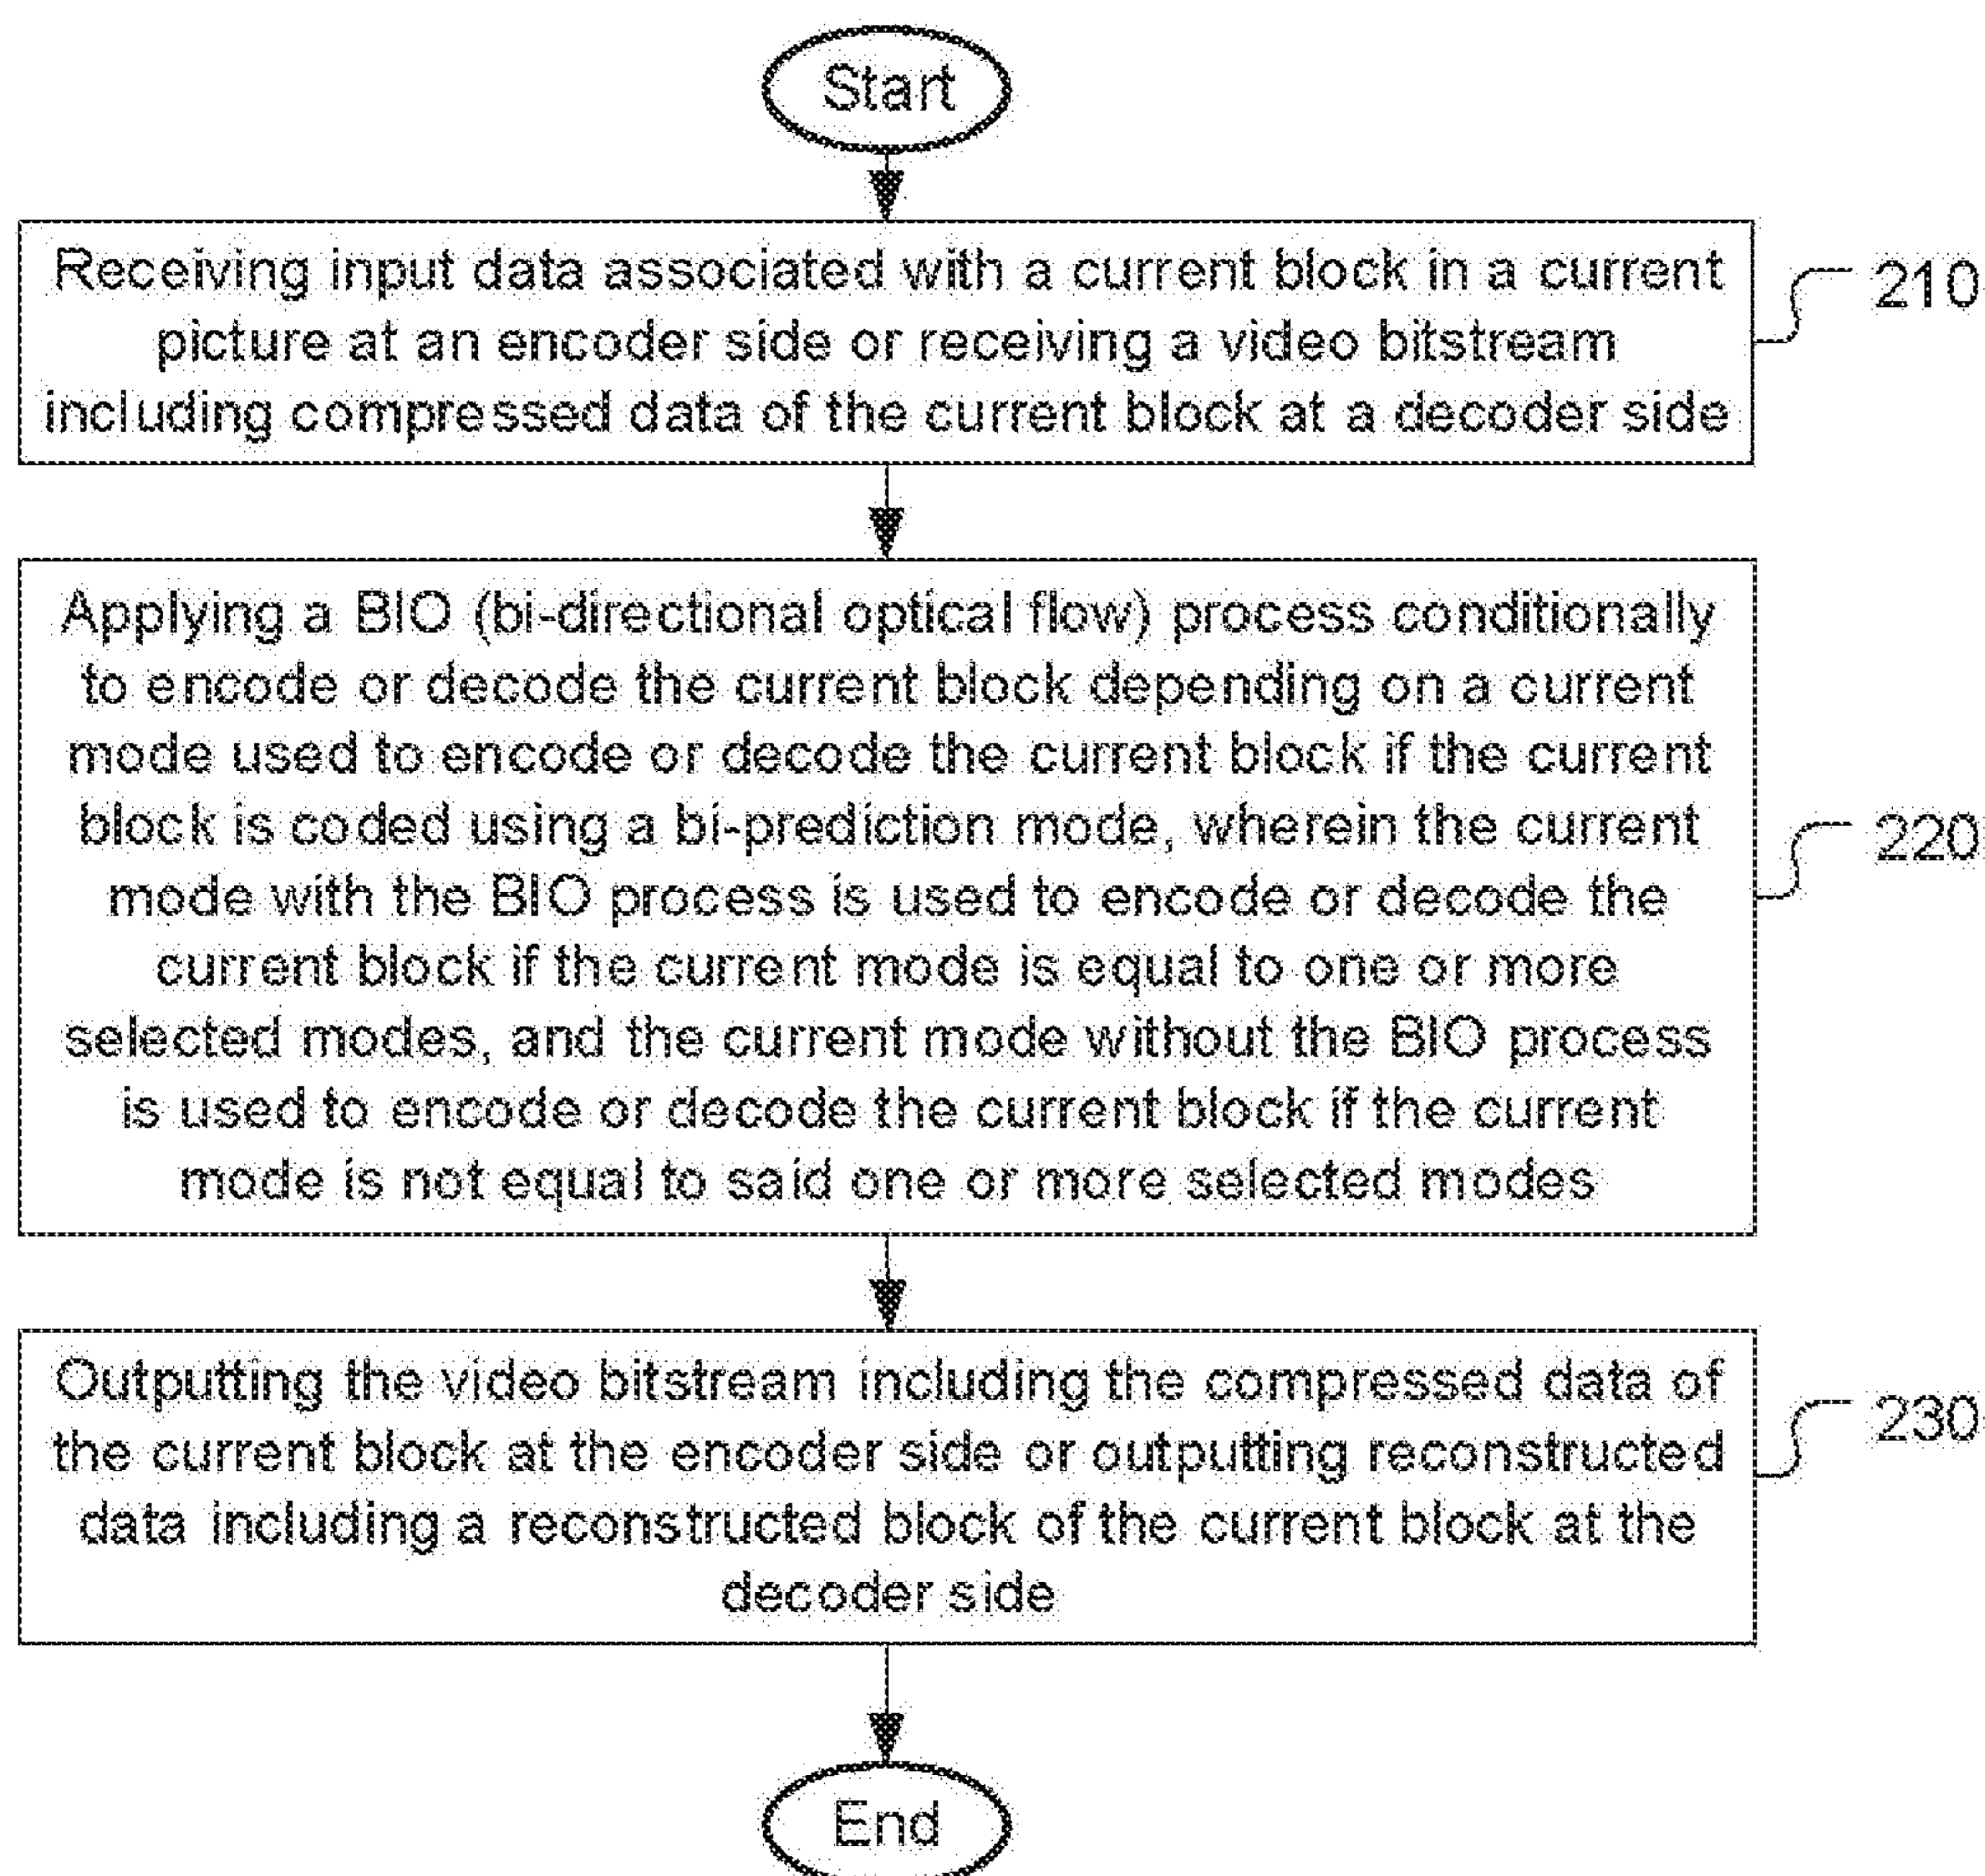 Start
Receiving input data associated with a current block in a current
picture at an encoder side or receiving a video bitstream
including compressed data of the current block at a decoder side
210
Applying a BIO (bi-directional optical flow) process conditionally
to encode or decode the current block depending on a current
mode used to encode or decode the current block if the current
block is coded using a bi-prediction mode, wherein the current
mode with the BIO process is used to encode or decode the
current block if the current mode is equal to one or more
selected modes, and the current mode without the BIO process
is used to encode or decode the current block if the current
mode is not equal to said one or more selected modes
220
Outputting the video bitstream including the compressed data of
the current block at the encoder side or outputting reconstructed
data including a reconstructed block of the current block at the
decoder side
230
End